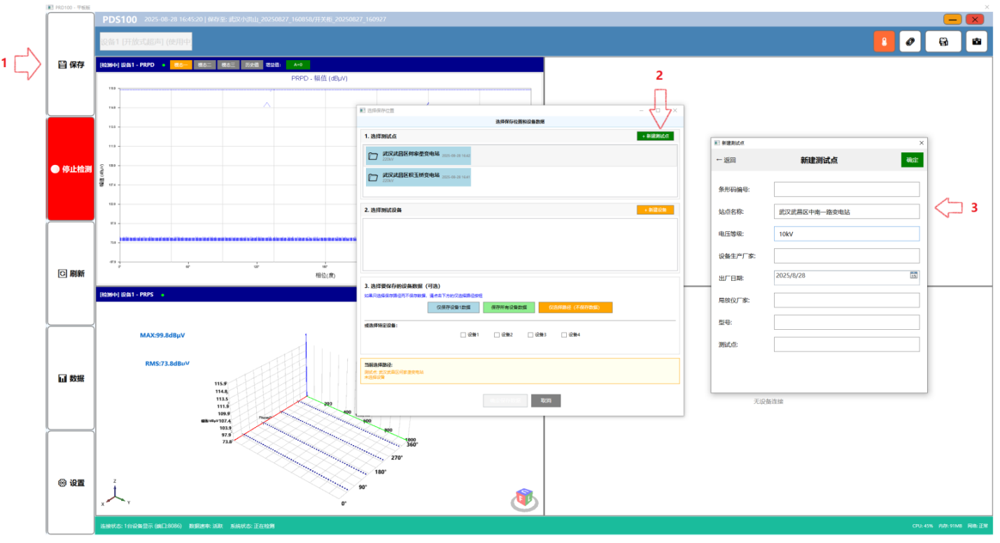 PRD100 - 平板版
PDS100 2025-08-28 16:45:20 | 保存至: 武汉小洪山_20250827_160858/开关柜_20250827_160927
设备1 [开放式超声] (使用中
1
保存
停止检测
刷新
数据
设置
[检测中] 设备1 - PRPD 模态一 模态二 模态三 历史值 增益值: A=0
PRPD - 幅值 (dBμV)
幅值 (dBμV)
0° 60° 120° 180°
相位(度)
[检测中] 设备1 - PRPS
MAX:99.8dBμV
RMS:73.8dBμV
115.9
114.8
113.5
111.9
109.9
幅值/dBμV 107.4
103.9
97.9
73.8
200
400
600
800
1000
360°
270°
180°
90°
0°
Z
X Y
2
选择保存位置
选择保存位置和设备数据
1. 选择测试点 + 新建测试点
武汉武昌区何家垄变电站 2025-08-28 16:40
220kV
武汉武昌区积玉桥变电站 2025-08-28 16:41
220kV
2. 选择测试设备 + 新建设备
3. 选择要保存的设备数据（可选）
如果只选择保存路径而不保存数据，请点击下方的仅选择路径按钮
仅保存设备1数据 保存所有设备数据 仅选择路径（不保存数据）
或选择特定设备:
设备1 设备2 设备3 设备4
当前选择路径:
测试点: 武汉武昌区何家垄变电站
未选择设备
取消
新建测试点
← 返回 新建测试点 确定
条形码编号:
站点名称: 武汉武昌区中南一路变电站
电压等级: 10kV
设备生产厂家:
出厂日期: 2025/8/28
局放仪厂家:
型号:
测试点:
3
无设备连接
连接状态: 1台设备显示 (端口:8086) 数据速率: 活跃 系统状态: 正在检测
CPU: 45% 内存: 91MB 网络: 正常